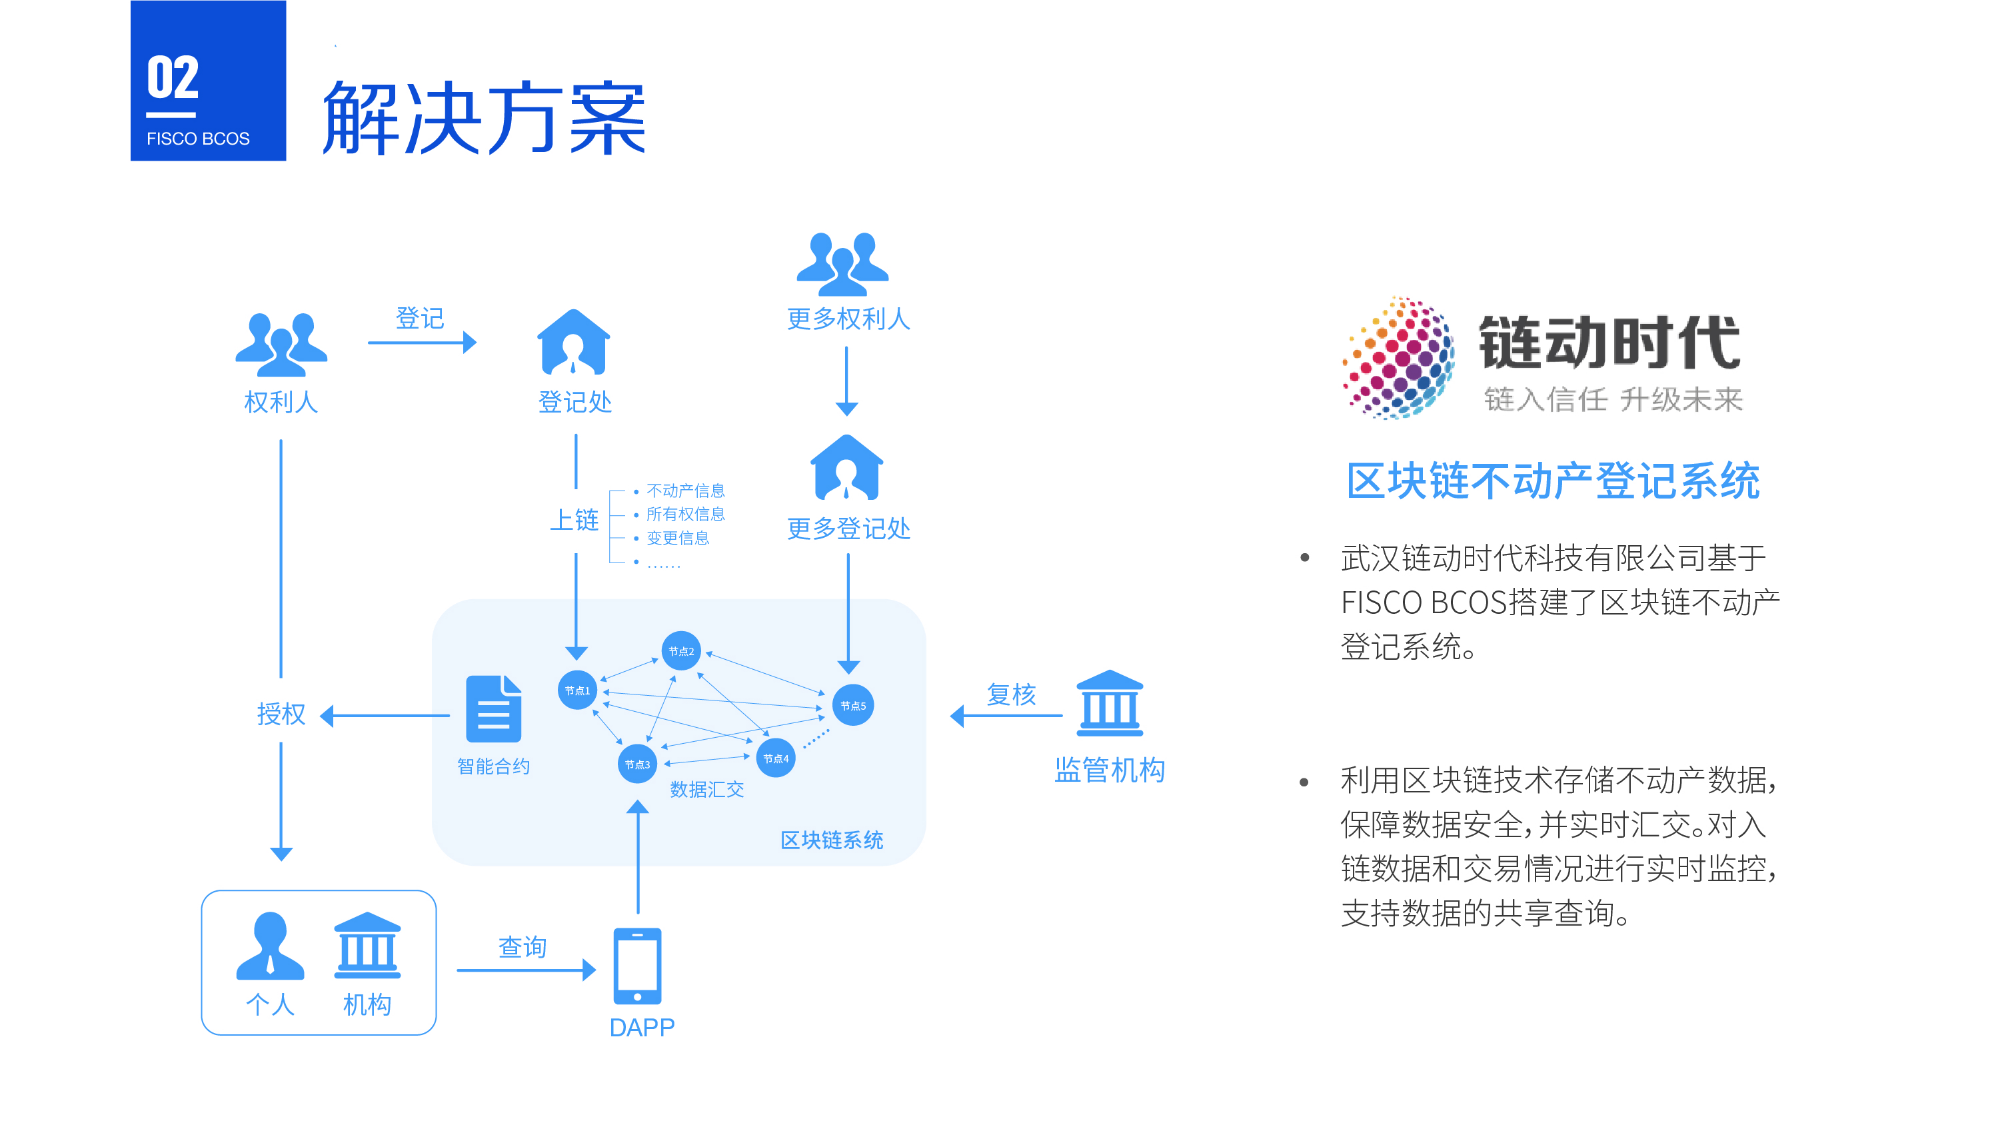 02
FISCO BCOS
解决方案
更多权利人
登记
权利人
登记处
上链
不动产信息
所有权信息
变更信息
……
更多登记处
节点2
节点1
节点5
节点3
节点4
数据汇交
区块链系统
智能合约
授权
复核
监管机构
个人
机构
查询
DAPP
链动时代
链入信任 升级未来
区块链不动产登记系统
• 武汉链动时代科技有限公司基于
FISCO BCOS搭建了区块链不动产
登记系统。
• 利用区块链技术存储不动产数据，
保障数据安全，并实时汇交。对入
链数据和交易情况进行实时监控，
支持数据的共享查询。